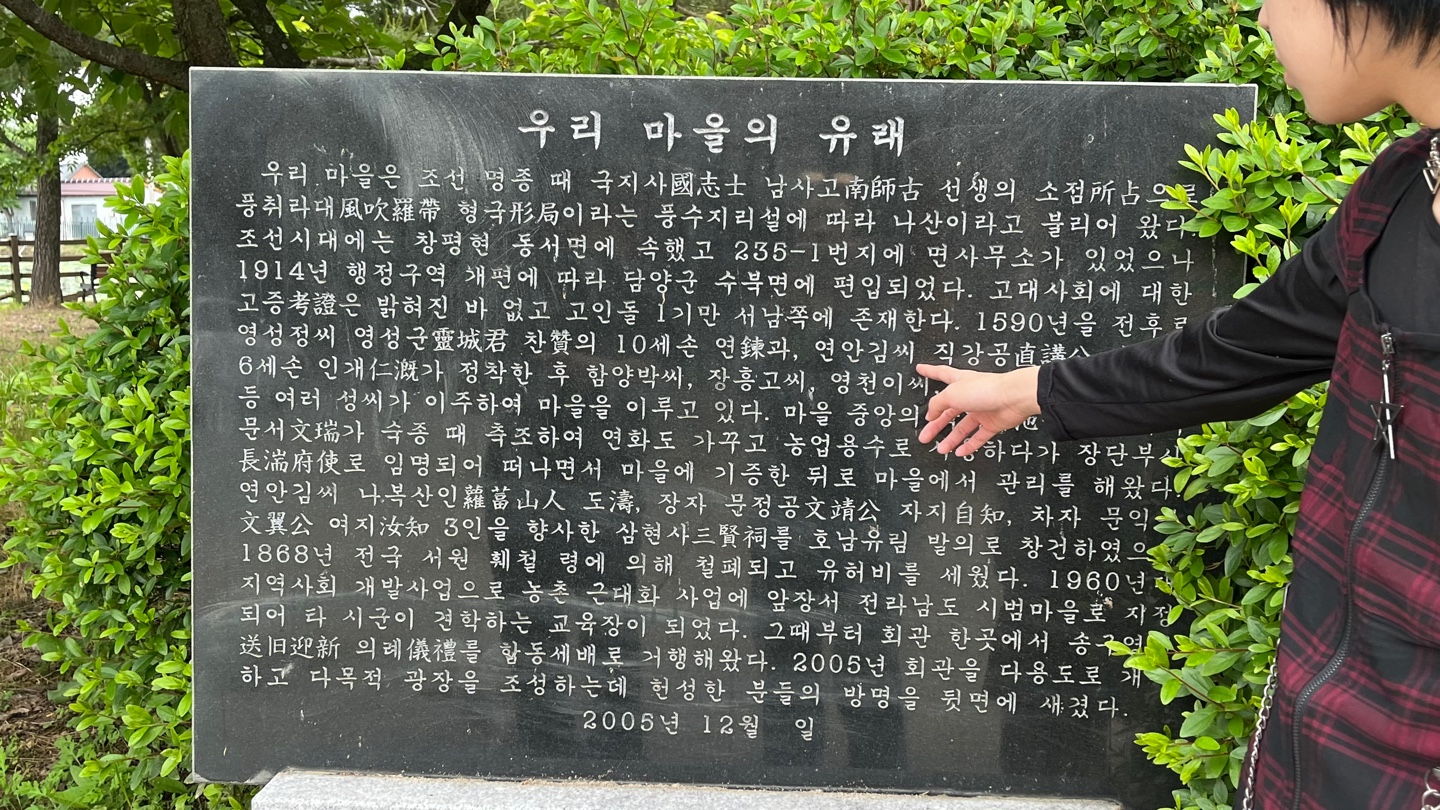 우리 마을의 유래
우리 마을은 조선 명종 때 국지사國志士 남사고南師古 선생의 소점所占으로
풍취라대風吹羅帶 형국形局이라는 풍수지리설에 따라 나산이라고 불리어 왔다
조선시대에는 창평현 동서면에 속했고 235-1번지에 면사무소가 있었으나
1914년 행정구역 개편에 따라 담양군 수북면에 편입되었다. 고대사회에 대한
고증考證은 밝혀진 바 없고 고인돌 1기만 서남쪽에 존재한다. 1590년을 전후로
영성정씨 영성군靈城君 찬贊의 10세손 연鍊과, 연안김씨 직강공直講公
6세손 인개仁漑가 정착한 후 함양박씨, 장흥고씨, 영천이씨
등 여러 성씨가 이주하여 마을을 이루고 있다. 마을 중앙의
문서文瑞가 숙종 때 축조하여 연화도 가꾸고 농업용수로 장단부사
長湍府使로 임명되어 떠나면서 마을에 기증한 뒤로 마을에서 관리를 해왔다.
연안김씨 나복산인蘿葍山人 도濤, 장자 문정공文靖公 자지自知, 차자 문익
文翼公 여지汝知 3인을 향사한 삼현사三賢祠를 호남유림 발의로 창건하였으
1868년 전국 서원 훼철 령에 의해 철폐되고 유허비를 세웠다. 1960년
지역사회 개발사업으로 농촌 근대화 사업에 앞장서 전라남도 시범마을로 지정
되어 타 시군이 견학하는 교육장이 되었다. 그때부터 회관 한곳에서 송구영
送旧迎新 의례儀禮를 합동세배로 거행해왔다. 2005년 회관을 다용도로 개
하고 다목적 광장을 조성하는데 헌성한 분들의 방명을 뒷면에 새겼다.
2005년 12월 일